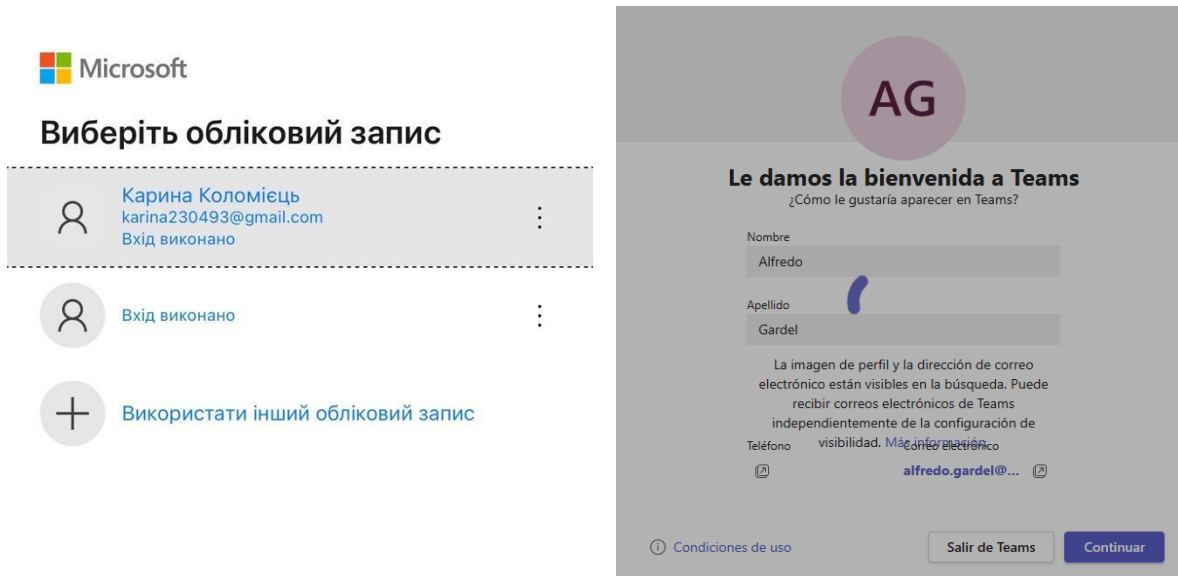 Microsoft
Виберіть обліковий запис
Карина Коломієць
karina230493@gmail.com
Вхід виконано
Вхід виконано
Використати інший обліковий запис
AG
Le damos la bienvenida a Teams
¿Cómo le gustaría aparecer en Teams?
Nombre
Alfredo
Apellido
Gardel
La imagen de perfil y la dirección de correo
electrónico están visibles en la búsqueda. Puede
recibir correos electrónicos de Teams
independientemente de la configuración de
visibilidad. Más información.
Teléfono
Correo electrónico
alfredo.gardel@...
Condiciones de uso
Salir de Teams
Continuar